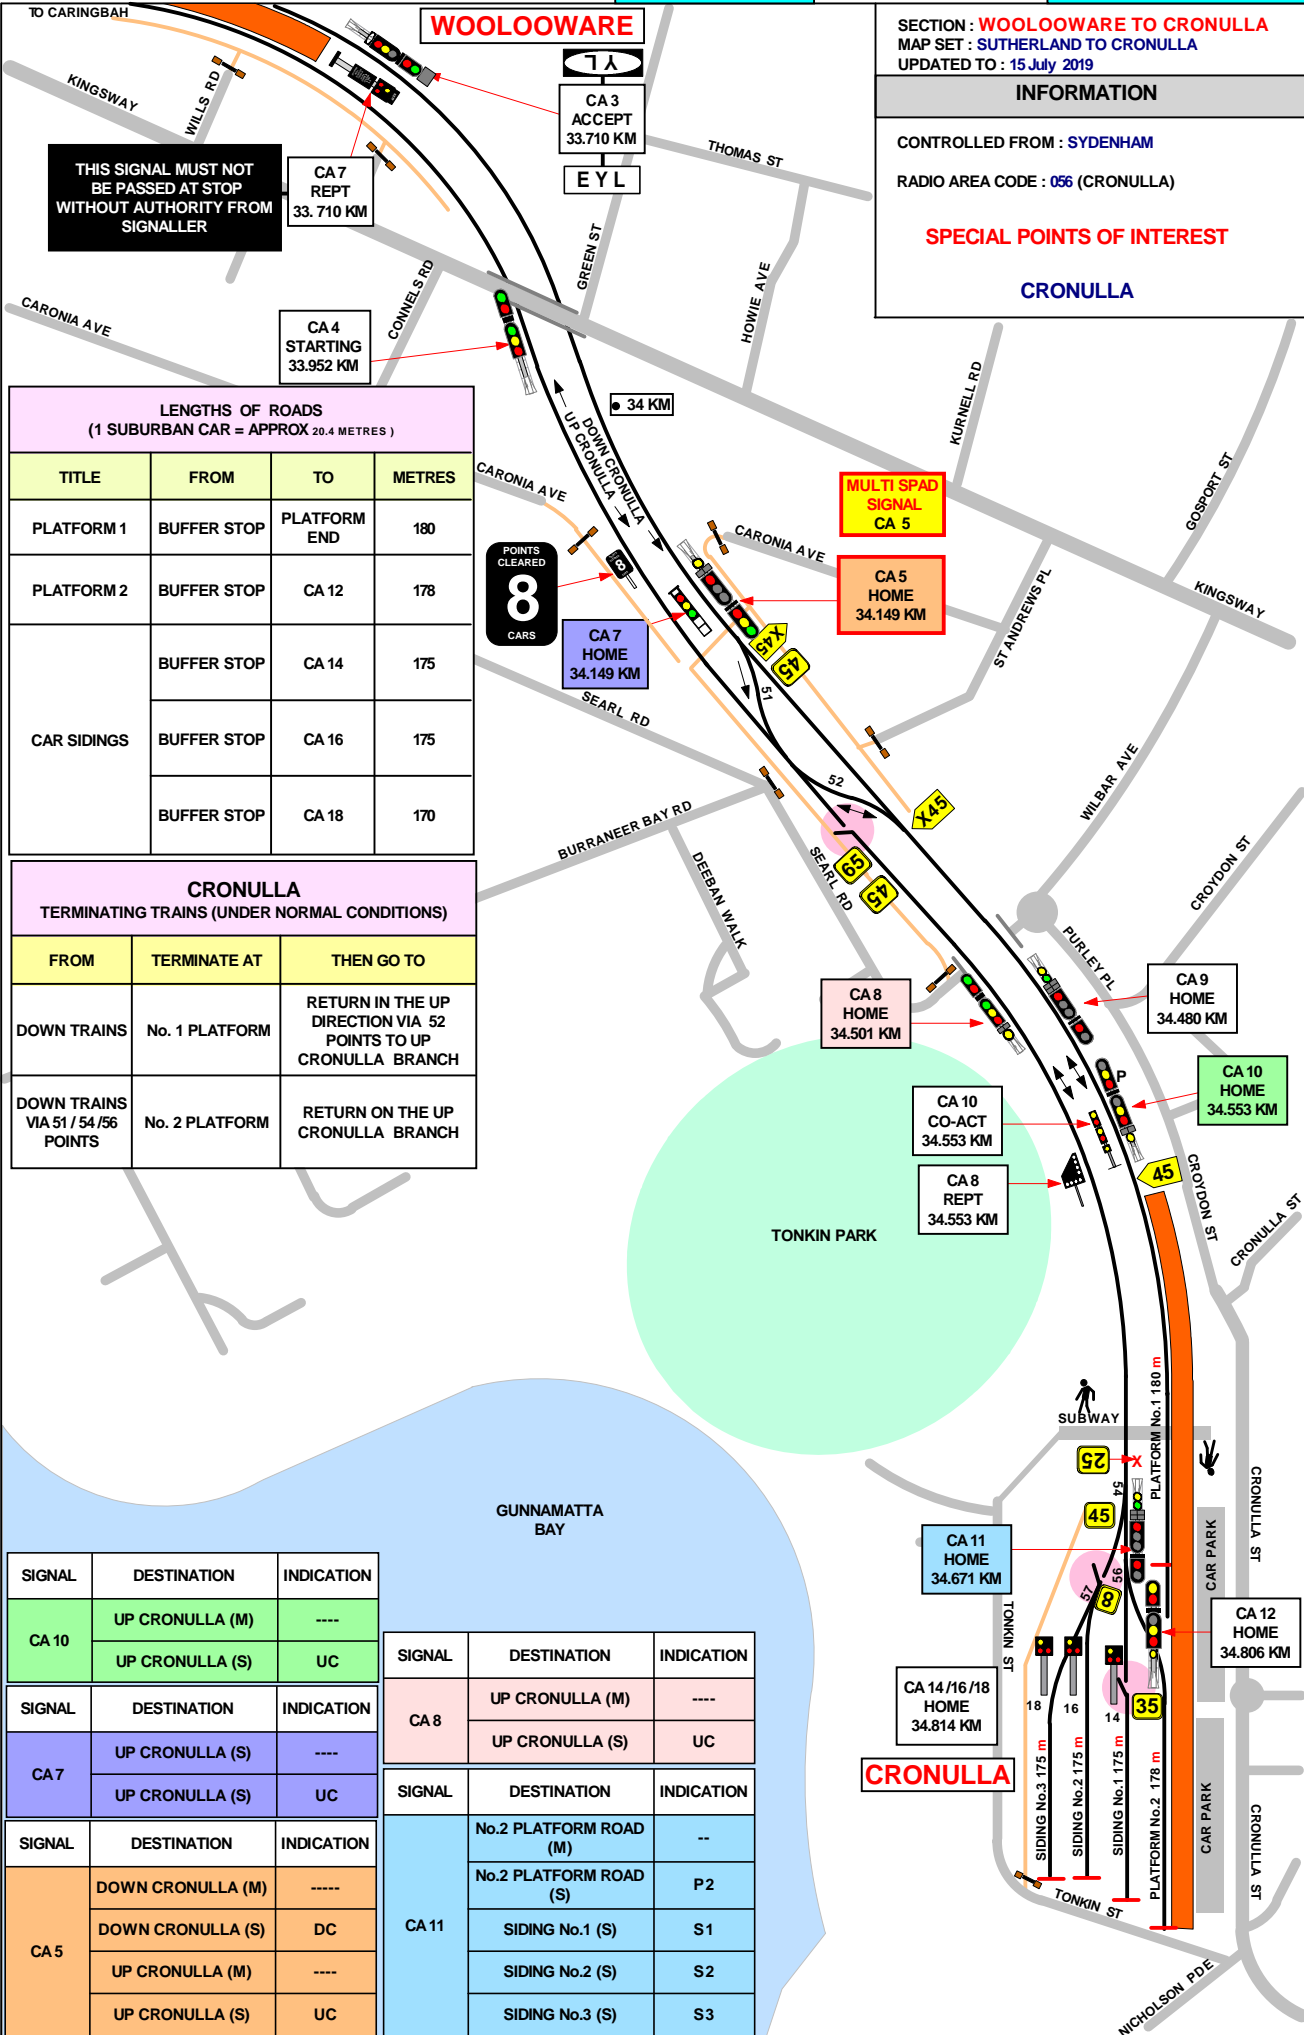 TO CARINGBAH
WOOLOOWARE
SECTION : WOOLOOWARE TO CRONULLA
MAP SET : SUTHERLAND TO CRONULLA
UPDATED TO : 15 July 2019
INFORMATION
CONTROLLED FROM : SYDENHAM
RADIO AREA CODE : 056 (CRONULLA)
SPECIAL POINTS OF INTEREST
CRONULLA
KINGSWAY
WILLS RD
YL
CA 3
ACCEPT
33.710 KM
EYL
THIS SIGNAL MUST NOT
BE PASSED AT STOP
WITHOUT AUTHORITY FROM
SIGNALLER
CA 7
REPT
33. 710 KM
THOMAS ST
GREEN ST
HOWIE AVE
CONNELS RD
CARONIA AVE
CA 4
STARTING
33.952 KM
34 KM
UP CRONULLA
DOWN CRONULLA
KURNELL RD
GOSPORT ST
LENGTHS OF ROADS
(1 SUBURBAN CAR = APPROX 20.4 METRES )
TITLE FROM TO METRES
PLATFORM 1 BUFFER STOP PLATFORM END 180
PLATFORM 2 BUFFER STOP CA 12 178
CAR SIDINGS BUFFER STOP CA 14 175
BUFFER STOP CA 16 175
BUFFER STOP CA 18 170
CARONIA AVE
MULTI SPAD
SIGNAL
CA 5
CARONIA AVE
POINTS
CLEARED
8
CARS
8
CA 5
HOME
34.149 KM
KINGSWAY
ST ANDREWS PL
CA 7
HOME
34.149 KM
X45
45
51
SEARL RD
52
X45
WILBAR AVE
BURRANEER BAY RD
DEEBAN WALK
SEARL RD
65
45
CROYDON ST
PURLEY PL
CRONULLA
TERMINATING TRAINS (UNDER NORMAL CONDITIONS)
FROM TERMINATE AT THEN GO TO
DOWN TRAINS No. 1 PLATFORM RETURN IN THE UP
DIRECTION VIA 52
POINTS TO UP
CRONULLA BRANCH
DOWN TRAINS
VIA 51 / 54 /56
POINTS No. 2 PLATFORM RETURN ON THE UP
CRONULLA BRANCH
CA 8
HOME
34.501 KM
CA 9
HOME
34.480 KM
P
CA 10
HOME
34.553 KM
CA 10
CO-ACT
34.553 KM
CA 8
REPT
34.553 KM
45
CROYDON ST
CRONULLA ST
TONKIN PARK
SUBWAY
PLATFORM No.1 180 m
25
X
54
45
CA 11
HOME
34.671 KM
56
57
8
CAR PARK
CRONULLA ST
TONKIN ST
CA 12
HOME
34.806 KM
CA 14 /16 /18
HOME
34.814 KM
18
16
14
35
CRONULLA
SIDING No.3 175 m
SIDING No.2 175 m
SIDING No.1 175 m
PLATFORM No.2 178 m
CAR PARK
CRONULLA ST
TONKIN ST
NICHOLSON PDE
GUNNAMATTA
BAY
SIGNAL DESTINATION INDICATION
CA 10 UP CRONULLA (M) ----
UP CRONULLA (S) UC
SIGNAL DESTINATION INDICATION
CA 7 UP CRONULLA (S) ----
UP CRONULLA (S) UC
SIGNAL DESTINATION INDICATION
CA 5 DOWN CRONULLA (M) -----
DOWN CRONULLA (S) DC
UP CRONULLA (M) ----
UP CRONULLA (S) UC
SIGNAL DESTINATION INDICATION
CA 8 UP CRONULLA (M) ----
UP CRONULLA (S) UC
SIGNAL DESTINATION INDICATION
CA 11 No.2 PLATFORM ROAD
(M) --
No.2 PLATFORM ROAD
(S) P2
SIDING No.1 (S) S1
SIDING No.2 (S) S2
SIDING No.3 (S) S3